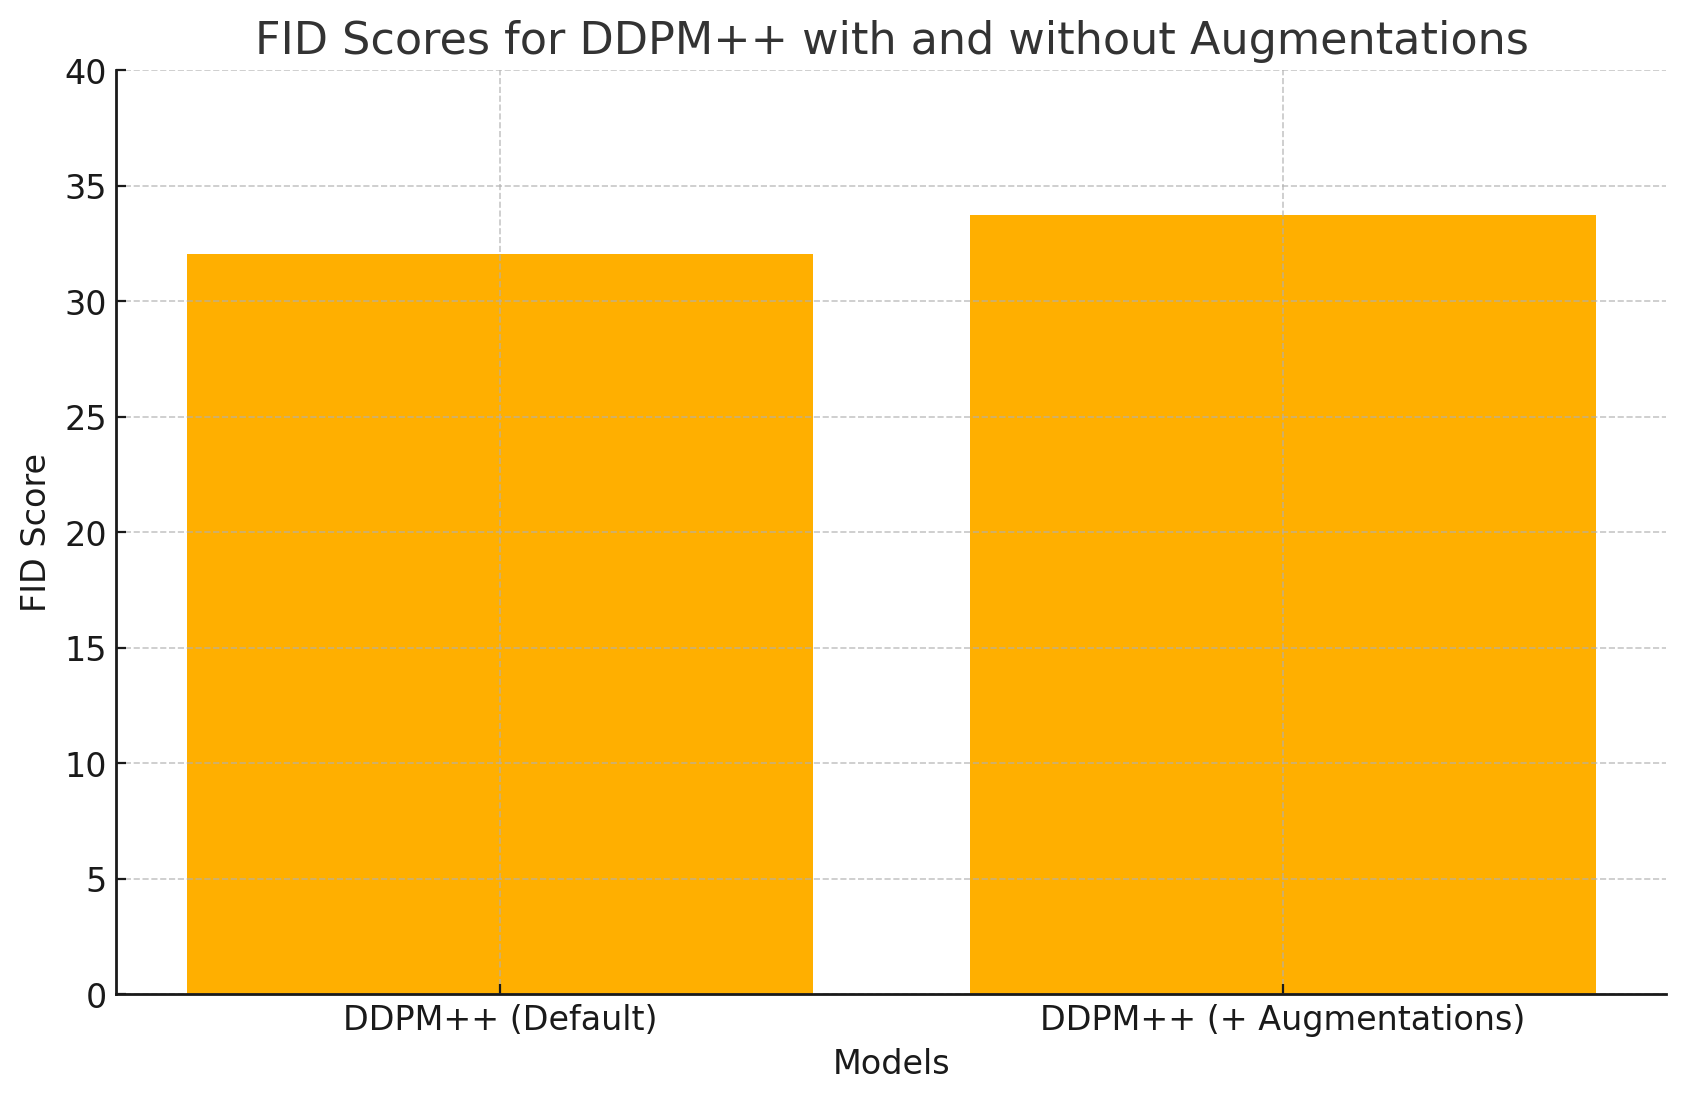 FID Scores for DDPM++ with and without Augmentations
40
35
30
25
20
15
10
5
0
FID Score
DDPM++ (Default)
DDPM++ (+ Augmentations)
Models